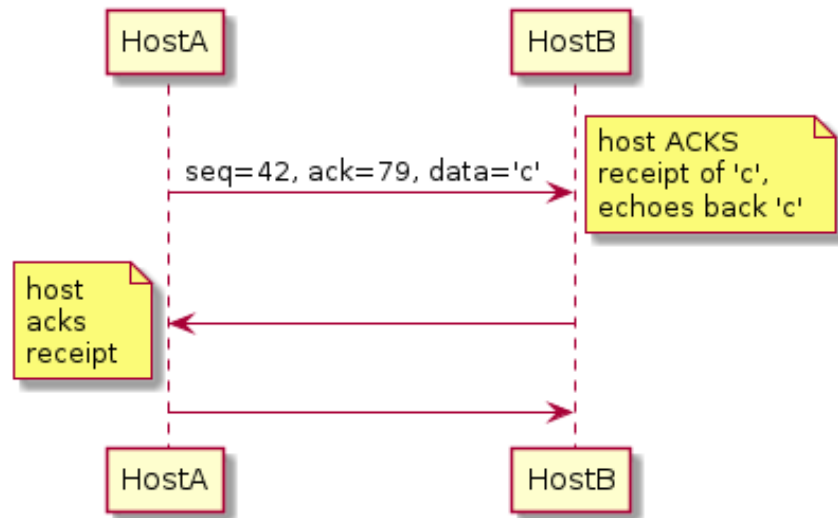 HostA
HostB
seq=42, ack=79, data='c'
host ACKS
receipt of 'c',
echoes back 'c'
host
acks
receipt
HostA
HostB